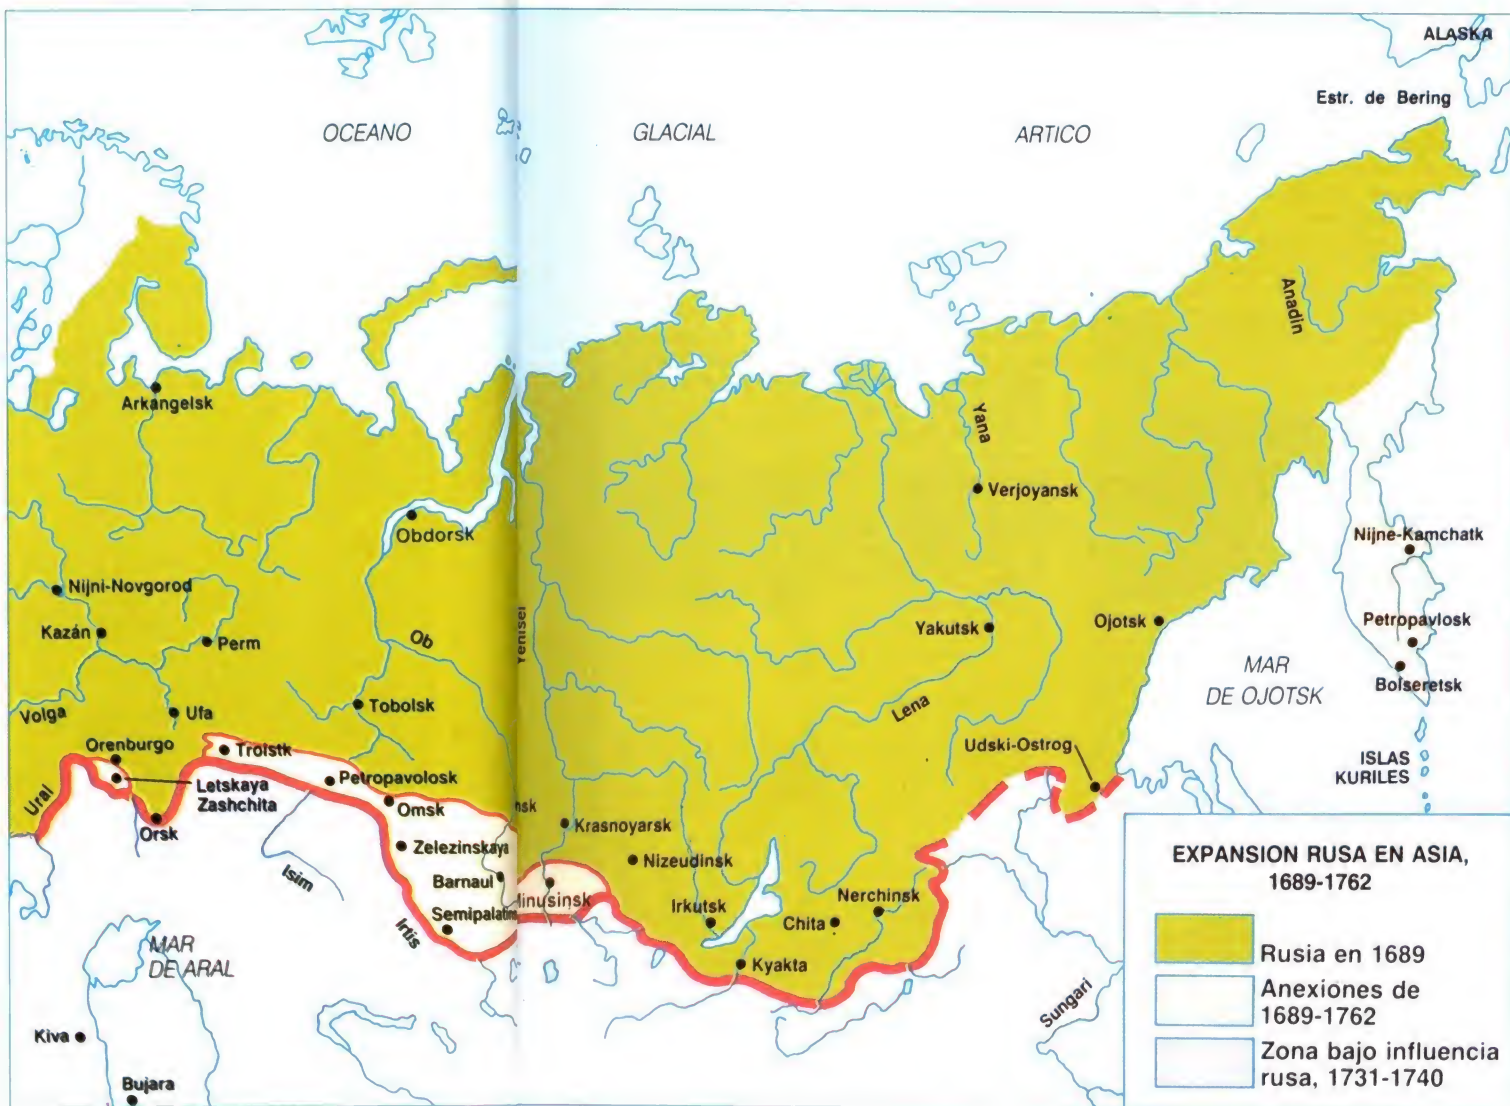 ALASKA
Estr. de Bering
OCEANO
GLACIAL
ARTICO
Anadin
Arkangelsk
Yana
Verjoyansk
Obdorsk
Nijne-Kamchatk
Nijni-Novgorod
Kazán
Perm
Ob
Yenisei
Yakutsk
Ojotsk
Petropavlosk
Bolseretsk
MAR
DE OJOTSK
Volga
Ufa
Tobolsk
Lena
Orenburgo
Troistk
Udski-Ostrog
ISLAS
KURILES
Ural
Letskaya
Zashchita
Petropavolosk
Omsk
nsk
Orsk
Krasnoyarsk
Zelezinskaya
Nizeudinsk
Isim
Barnaul
Minusinsk
Irkutsk
Nerchinsk
Chita
Semipalatins
Irtis
Kyakta
MAR
DE ARAL
Sungari
Kiva
Bujara
EXPANSION RUSA EN ASIA,
1689-1762
Rusia en 1689
Anexiones de
1689-1762
Zona bajo influencia
rusa, 1731-1740